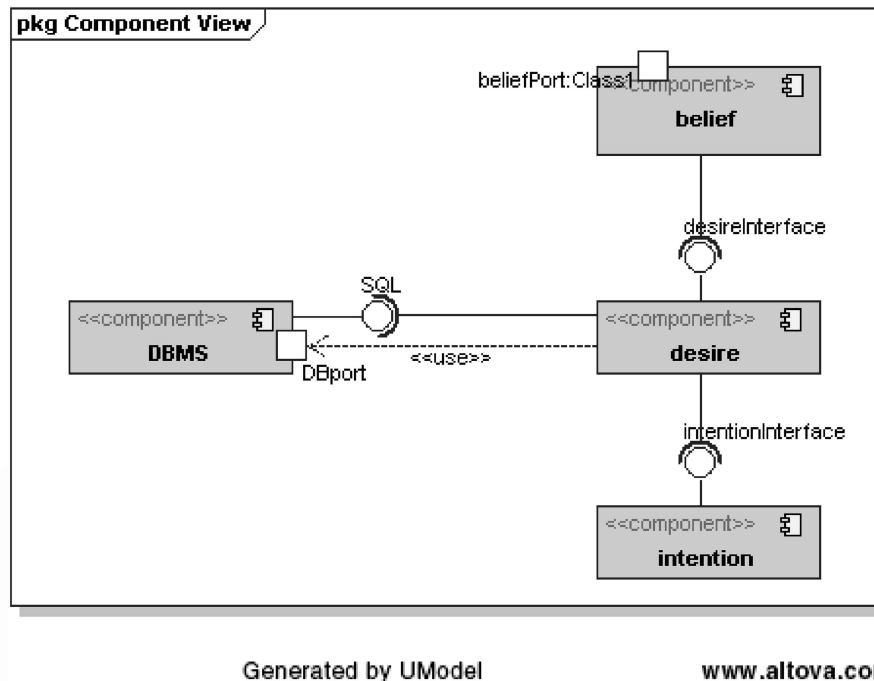 pkg Component View
beliefPort:Class1
<<component>>
belief
desireInterface
SQL
<<component>>
DBMS
<<component>>
desire
<<use>>
DBport
intentionInterface
<<component>>
intention
Generated by UModel
www.altova.co